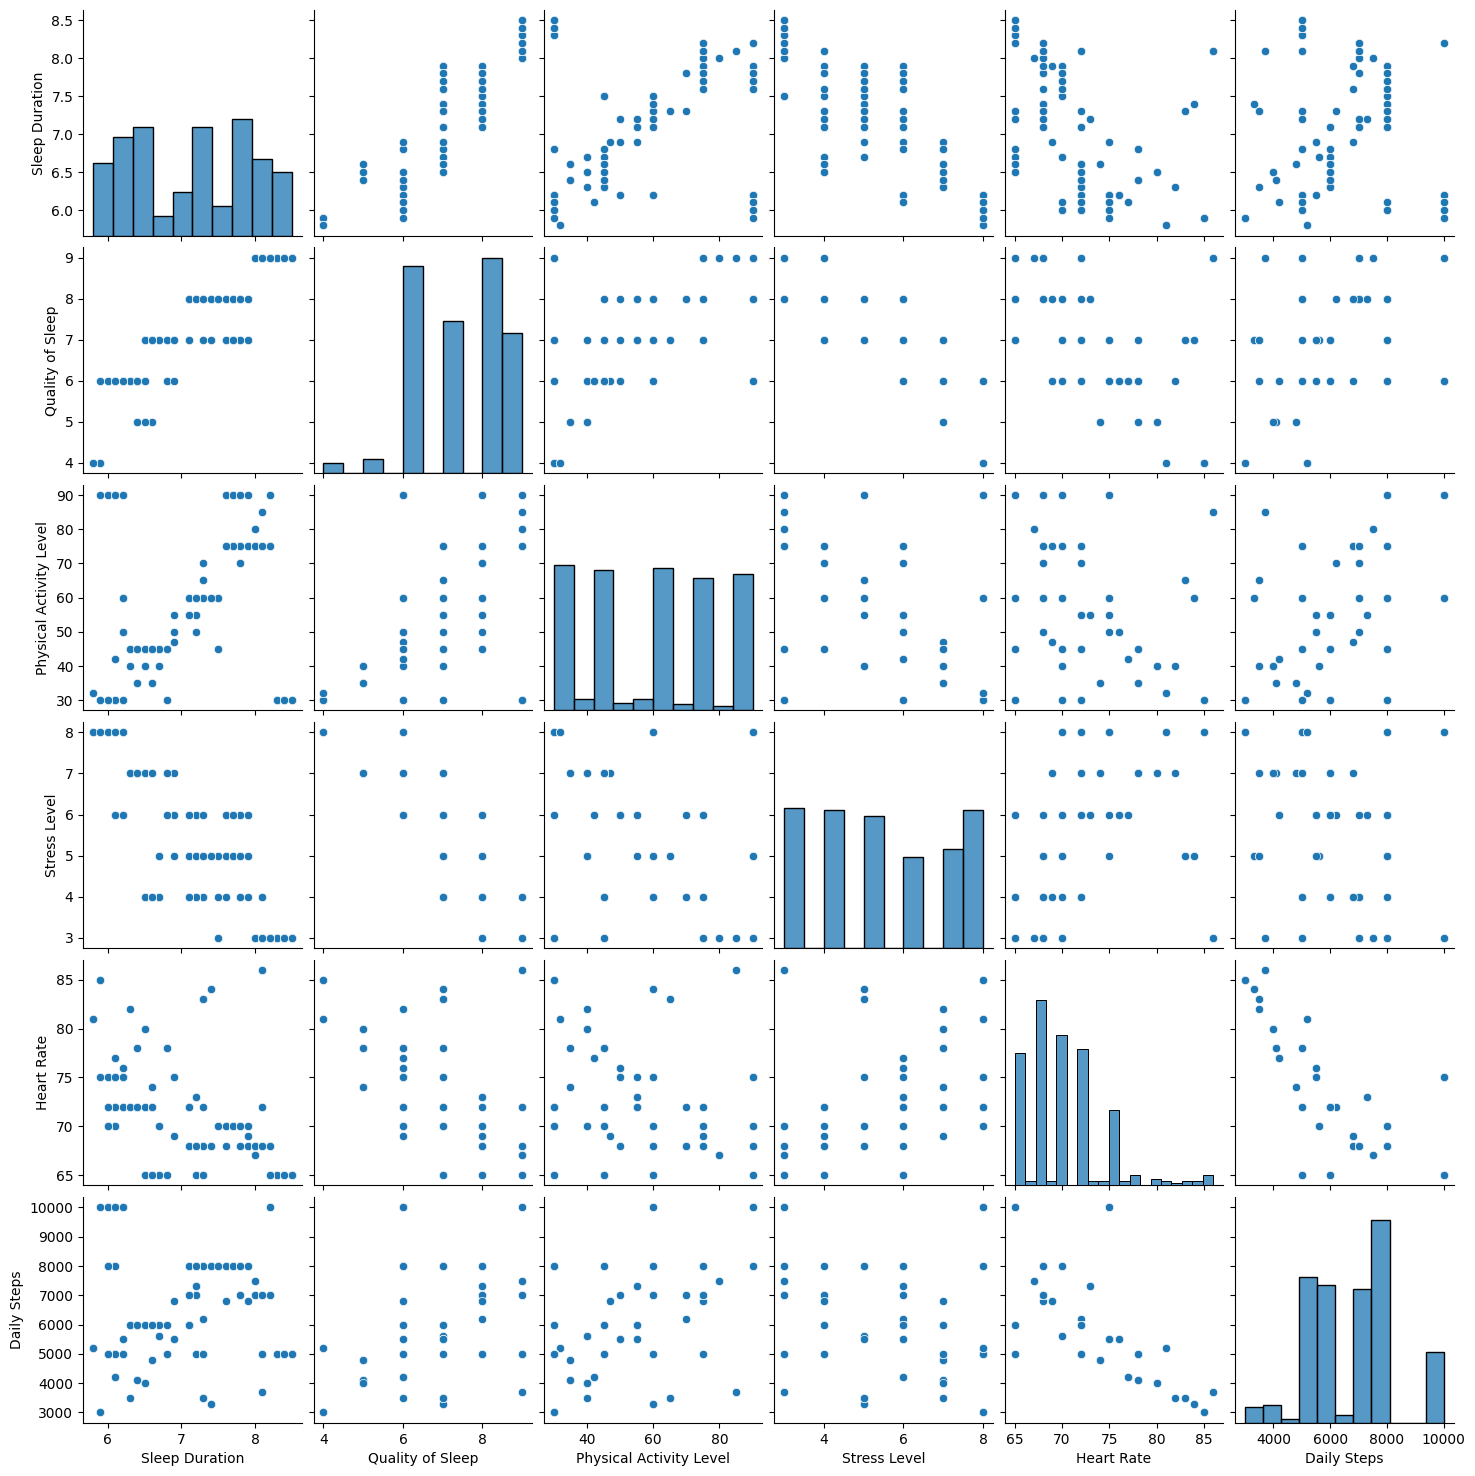 8.5
8.0
7.5
7.0
6.5
6.0
Sleep Duration
9
8
7
6
5
4
Quality of Sleep
90
80
70
60
50
40
30
Physical Activity Level
8
7
6
5
4
3
Stress Level
85
80
75
70
65
Heart Rate
10000
9000
8000
7000
6000
5000
4000
3000
Daily Steps
6 7 8
Sleep Duration
4 6 8
Quality of Sleep
40 60 80
Physical Activity Level
4 6 8
Stress Level
65 70 75 80 85
Heart Rate
4000 6000 8000 10000
Daily Steps